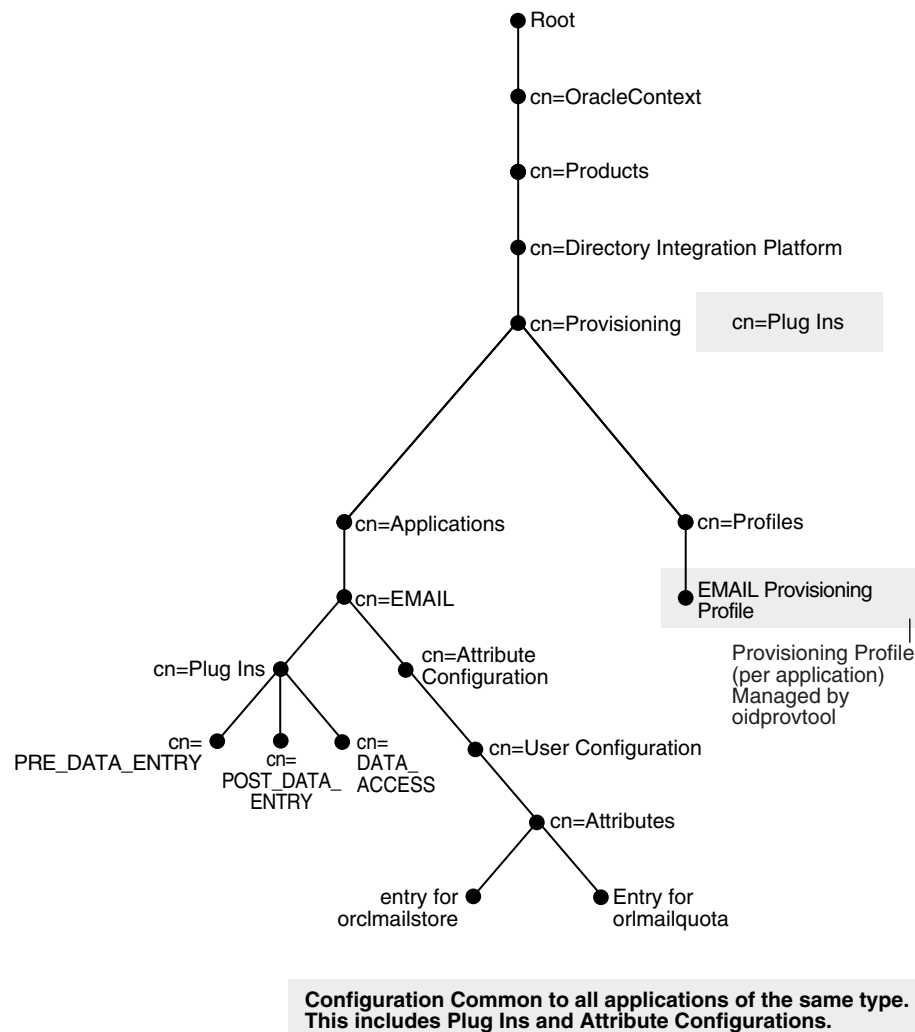 Root
cn=OracleContext
cn=Products
cn=Directory Integration Platform
cn=Provisioning
cn=Plug Ins
cn=Applications
cn=Profiles
cn=EMAIL
EMAIL Provisioning
Profile
Provisioning Profile
(per application)
Managed by
oidprovtool
cn=Plug Ins
cn=Attribute
Configuration
cn=
PRE_DATA_ENTRY
cn=
POST_DATA_
ENTRY
cn=
DATA_
ACCESS
cn=User Configuration
cn=Attributes
entry for
orclmailstore
Entry for
orlmailquota
Configuration Common to all applications of the same type.
This includes Plug Ins and Attribute Configurations.